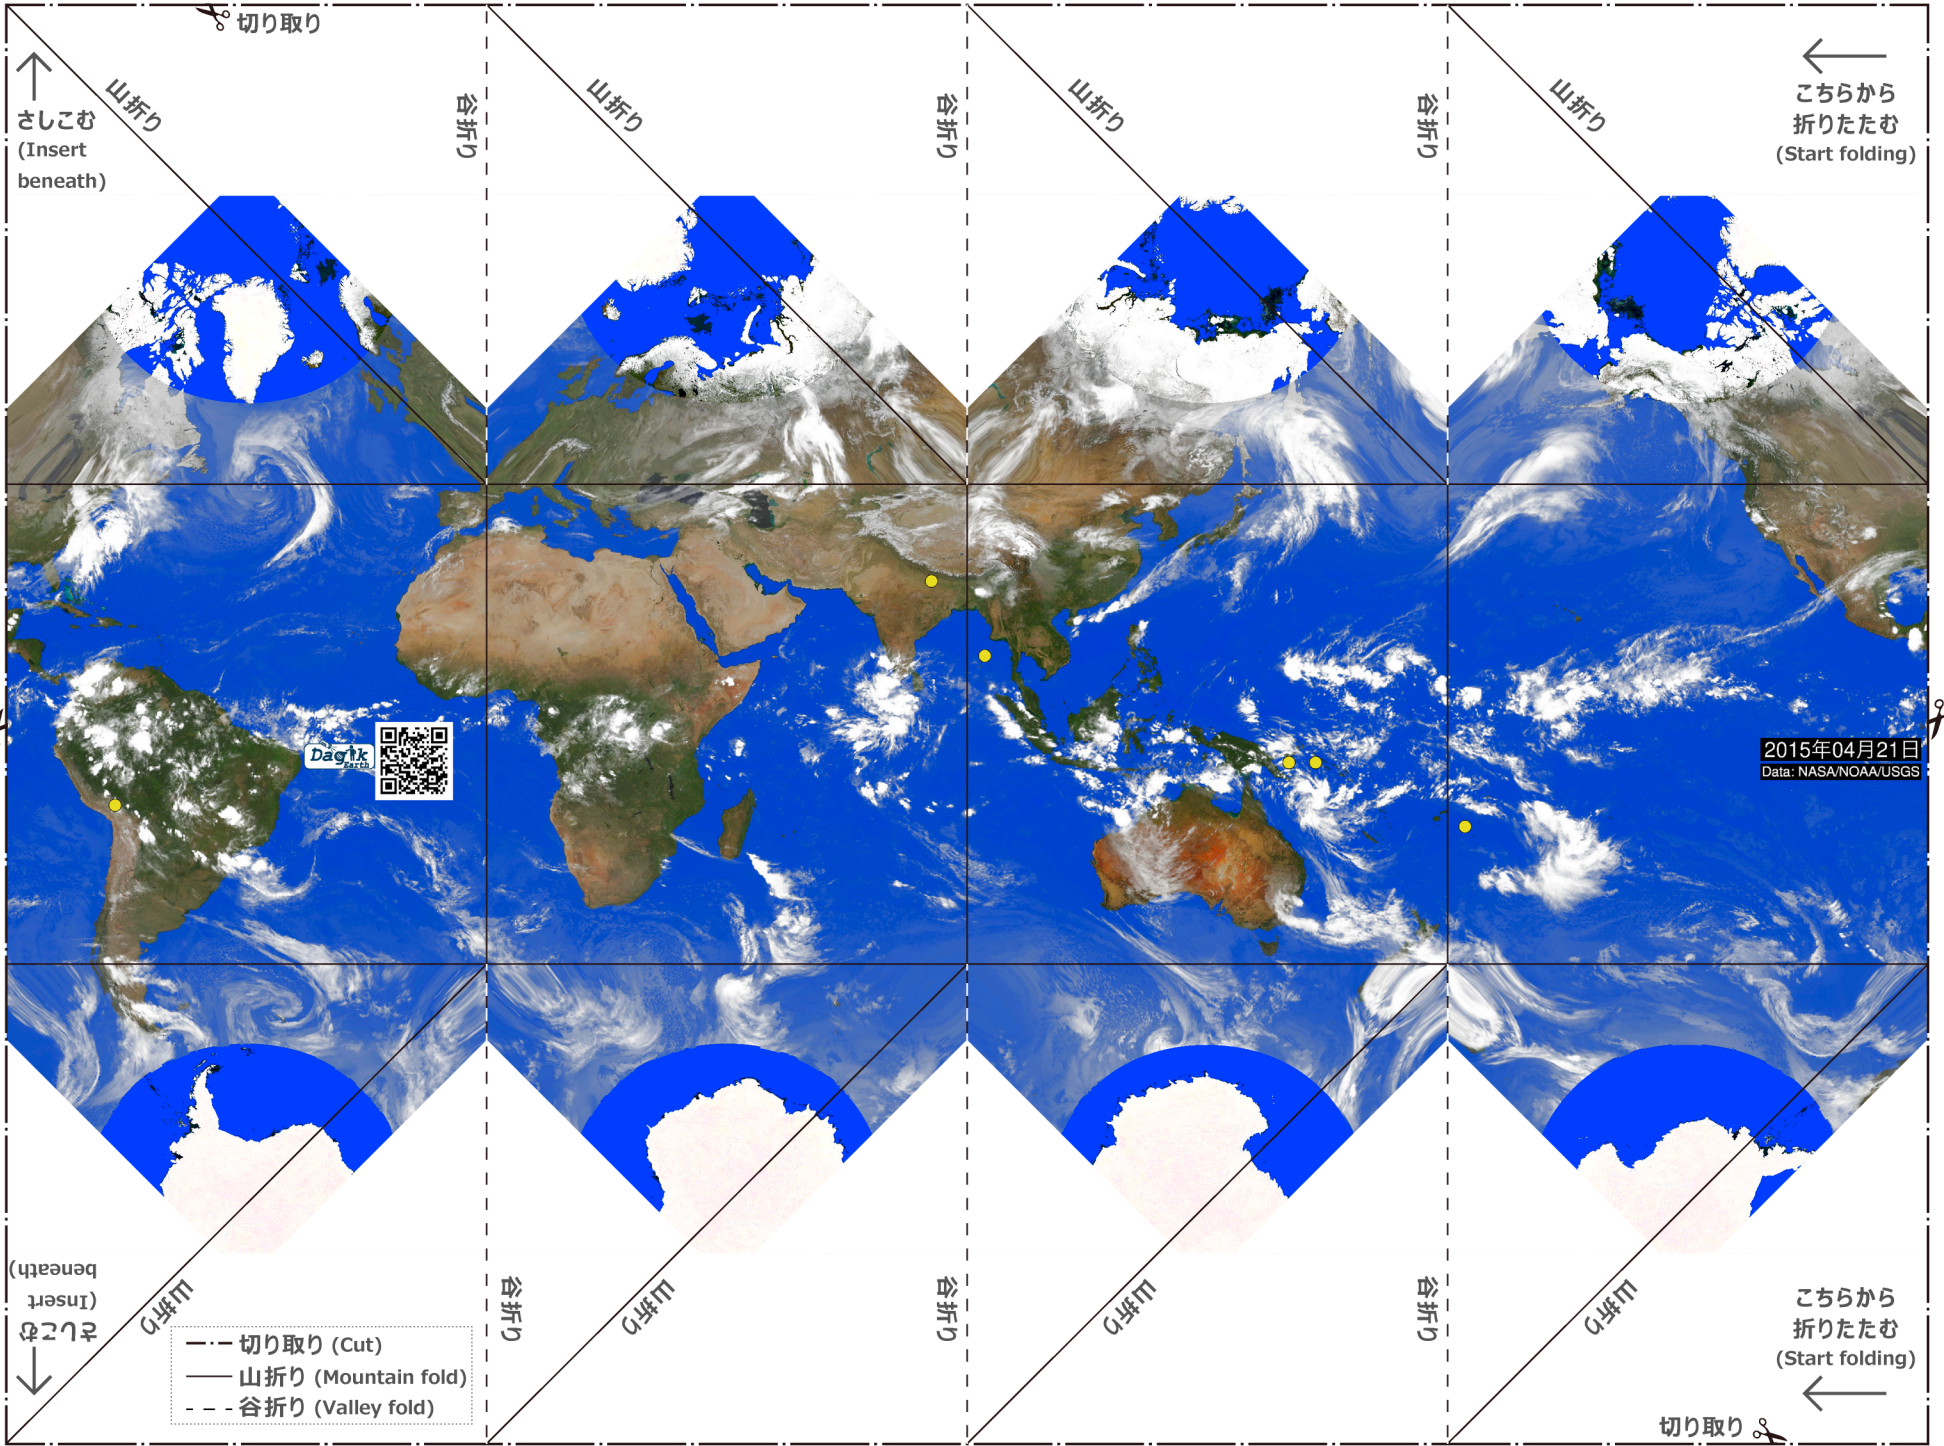 切り取り
山折り
谷折り
山折り
谷折り
山折り
谷折り
山折り
こちらから
折りたたむ
(Start folding)
さしこむ
(Insert
beneath)
Dagik
Earth
2015年04月21日
Data: NASA/NOAA/USGS
さしこむ
(Insert
beneath)
山折り
谷折り
山折り
谷折り
山折り
谷折り
山折り
こちらから
折りたたむ
(Start folding)
切り取り (Cut)
山折り (Mountain fold)
谷折り (Valley fold)
切り取り